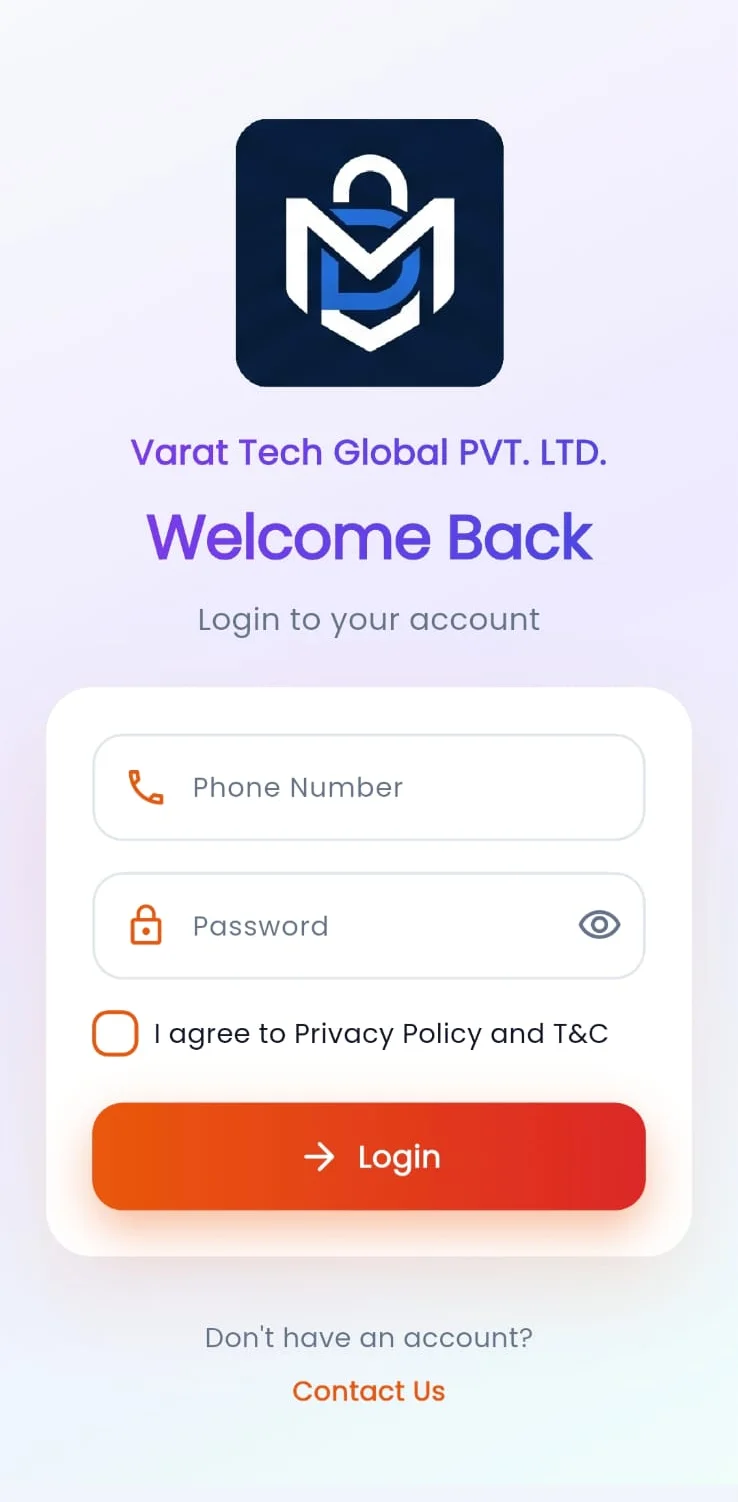 Varat Tech Global PVT. LTD.
Welcome Back
Login to your account
Phone Number
Password
I agree to Privacy Policy and T&C
Login
Don't have an account?
Contact Us